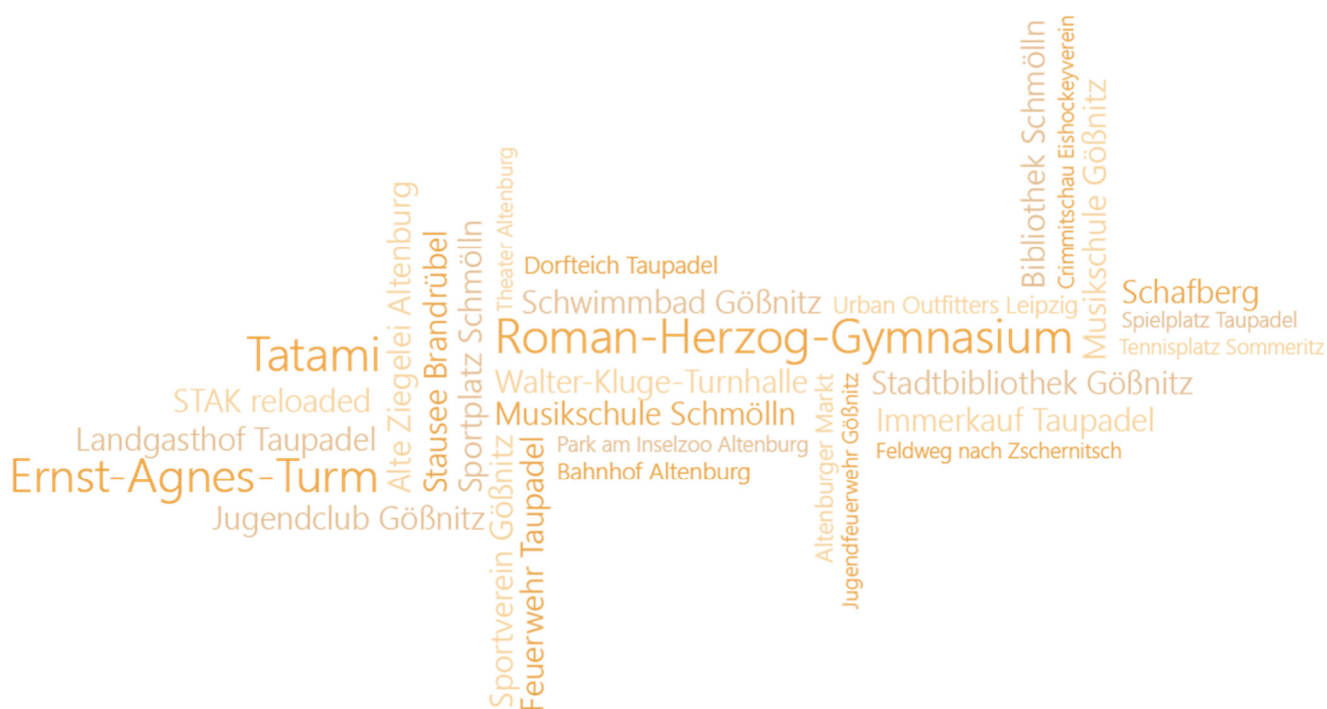 Bibliothek Schmölln
Crimmitschau Eishockeyverein
Musikschule Gößnitz
Theater Altenburg
Alte Ziegelei Altenburg
Stausee Brandrübel
Sportplatz Schmölln
Dorfteich Taupadel
Schwimmbad Gößnitz
Urban Outfitters Leipzig
Schafberg
Spielplatz Taupadel
Tennisplatz Sommeritz
Roman-Herzog-Gymnasium
Tatami
STAK reloaded
Landgasthof Taupadel
Ernst-Agnes-Turm
Jugendclub Gößnitz
Walter-Kluge-Turnhalle
Musikschule Schmölln
Park am Inselzoo Altenburg
Bahnhof Altenburg
Sportverein Gößnitz
Feuerwehr Taupadel
Altenburger Markt
Jugendfeuerwehr Gößnitz
Stadtbibliothek Gößnitz
Immerkauf Taupadel
Feldweg nach Zschernitsch